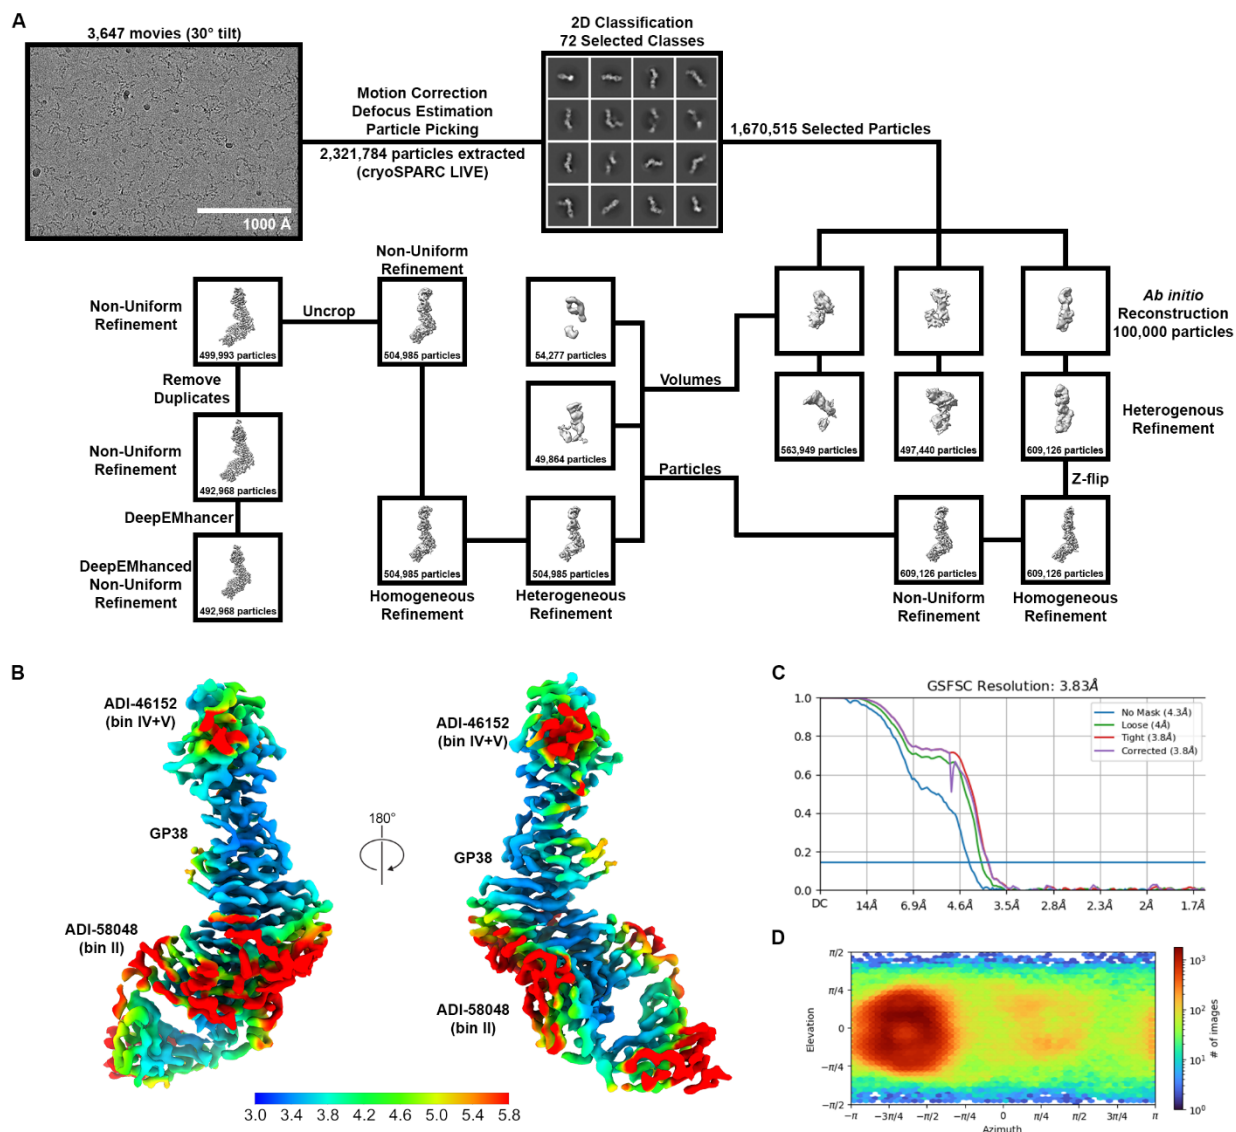 A
3,647 movies (30° tilt)
1000 Å
Motion Correction
Defocus Estimation
Particle Picking
2,321,784 particles extracted
(cryoSPARC LIVE)
2D Classification
72 Selected Classes
1,670,515 Selected Particles
Ab initio
Reconstruction
100,000 particles
Heterogenous
Refinement
563,949 particles
497,440 particles
609,126 particles
Z-flip
609,126 particles
609,126 particles
Non-Uniform
Refinement
Homogeneous
Refinement
Volumes
Particles
54,277 particles
49,864 particles
504,985 particles
Heterogeneous
Refinement
504,985 particles
Homogeneous
Refinement
Non-Uniform
Refinement
504,985 particles
Uncrop
Non-Uniform
Refinement
499,993 particles
Remove
Duplicates
Non-Uniform
Refinement
492,968 particles
DeepEMhancer
DeepEMhanced
Non-Uniform
Refinement
492,968 particles
B
ADI-46152
(bin IV+V)
GP38
ADI-58048
(bin II)
180°
ADI-46152
(bin IV+V)
GP38
ADI-58048
(bin II)
3.0 3.4 3.8 4.2 4.6 5.0 5.4 5.8
C
GSFSC Resolution: 3.83Å
No Mask (4.3Å)
Loose (4Å)
Tight (3.8Å)
Corrected (3.8Å)
1.0
0.8
0.6
0.4
0.2
0.0
DC 14Å 6.9Å 4.6Å 3.5Å 2.8Å 2.3Å 2Å 1.7Å
D
Elevation
π/2
π/4
0
−π/4
−π/2
−π −3π/4 −π/2 −π/4 0 π/4 π/2 3π/4 π
Azimuth
10³
10²
10¹
10⁰
# of images